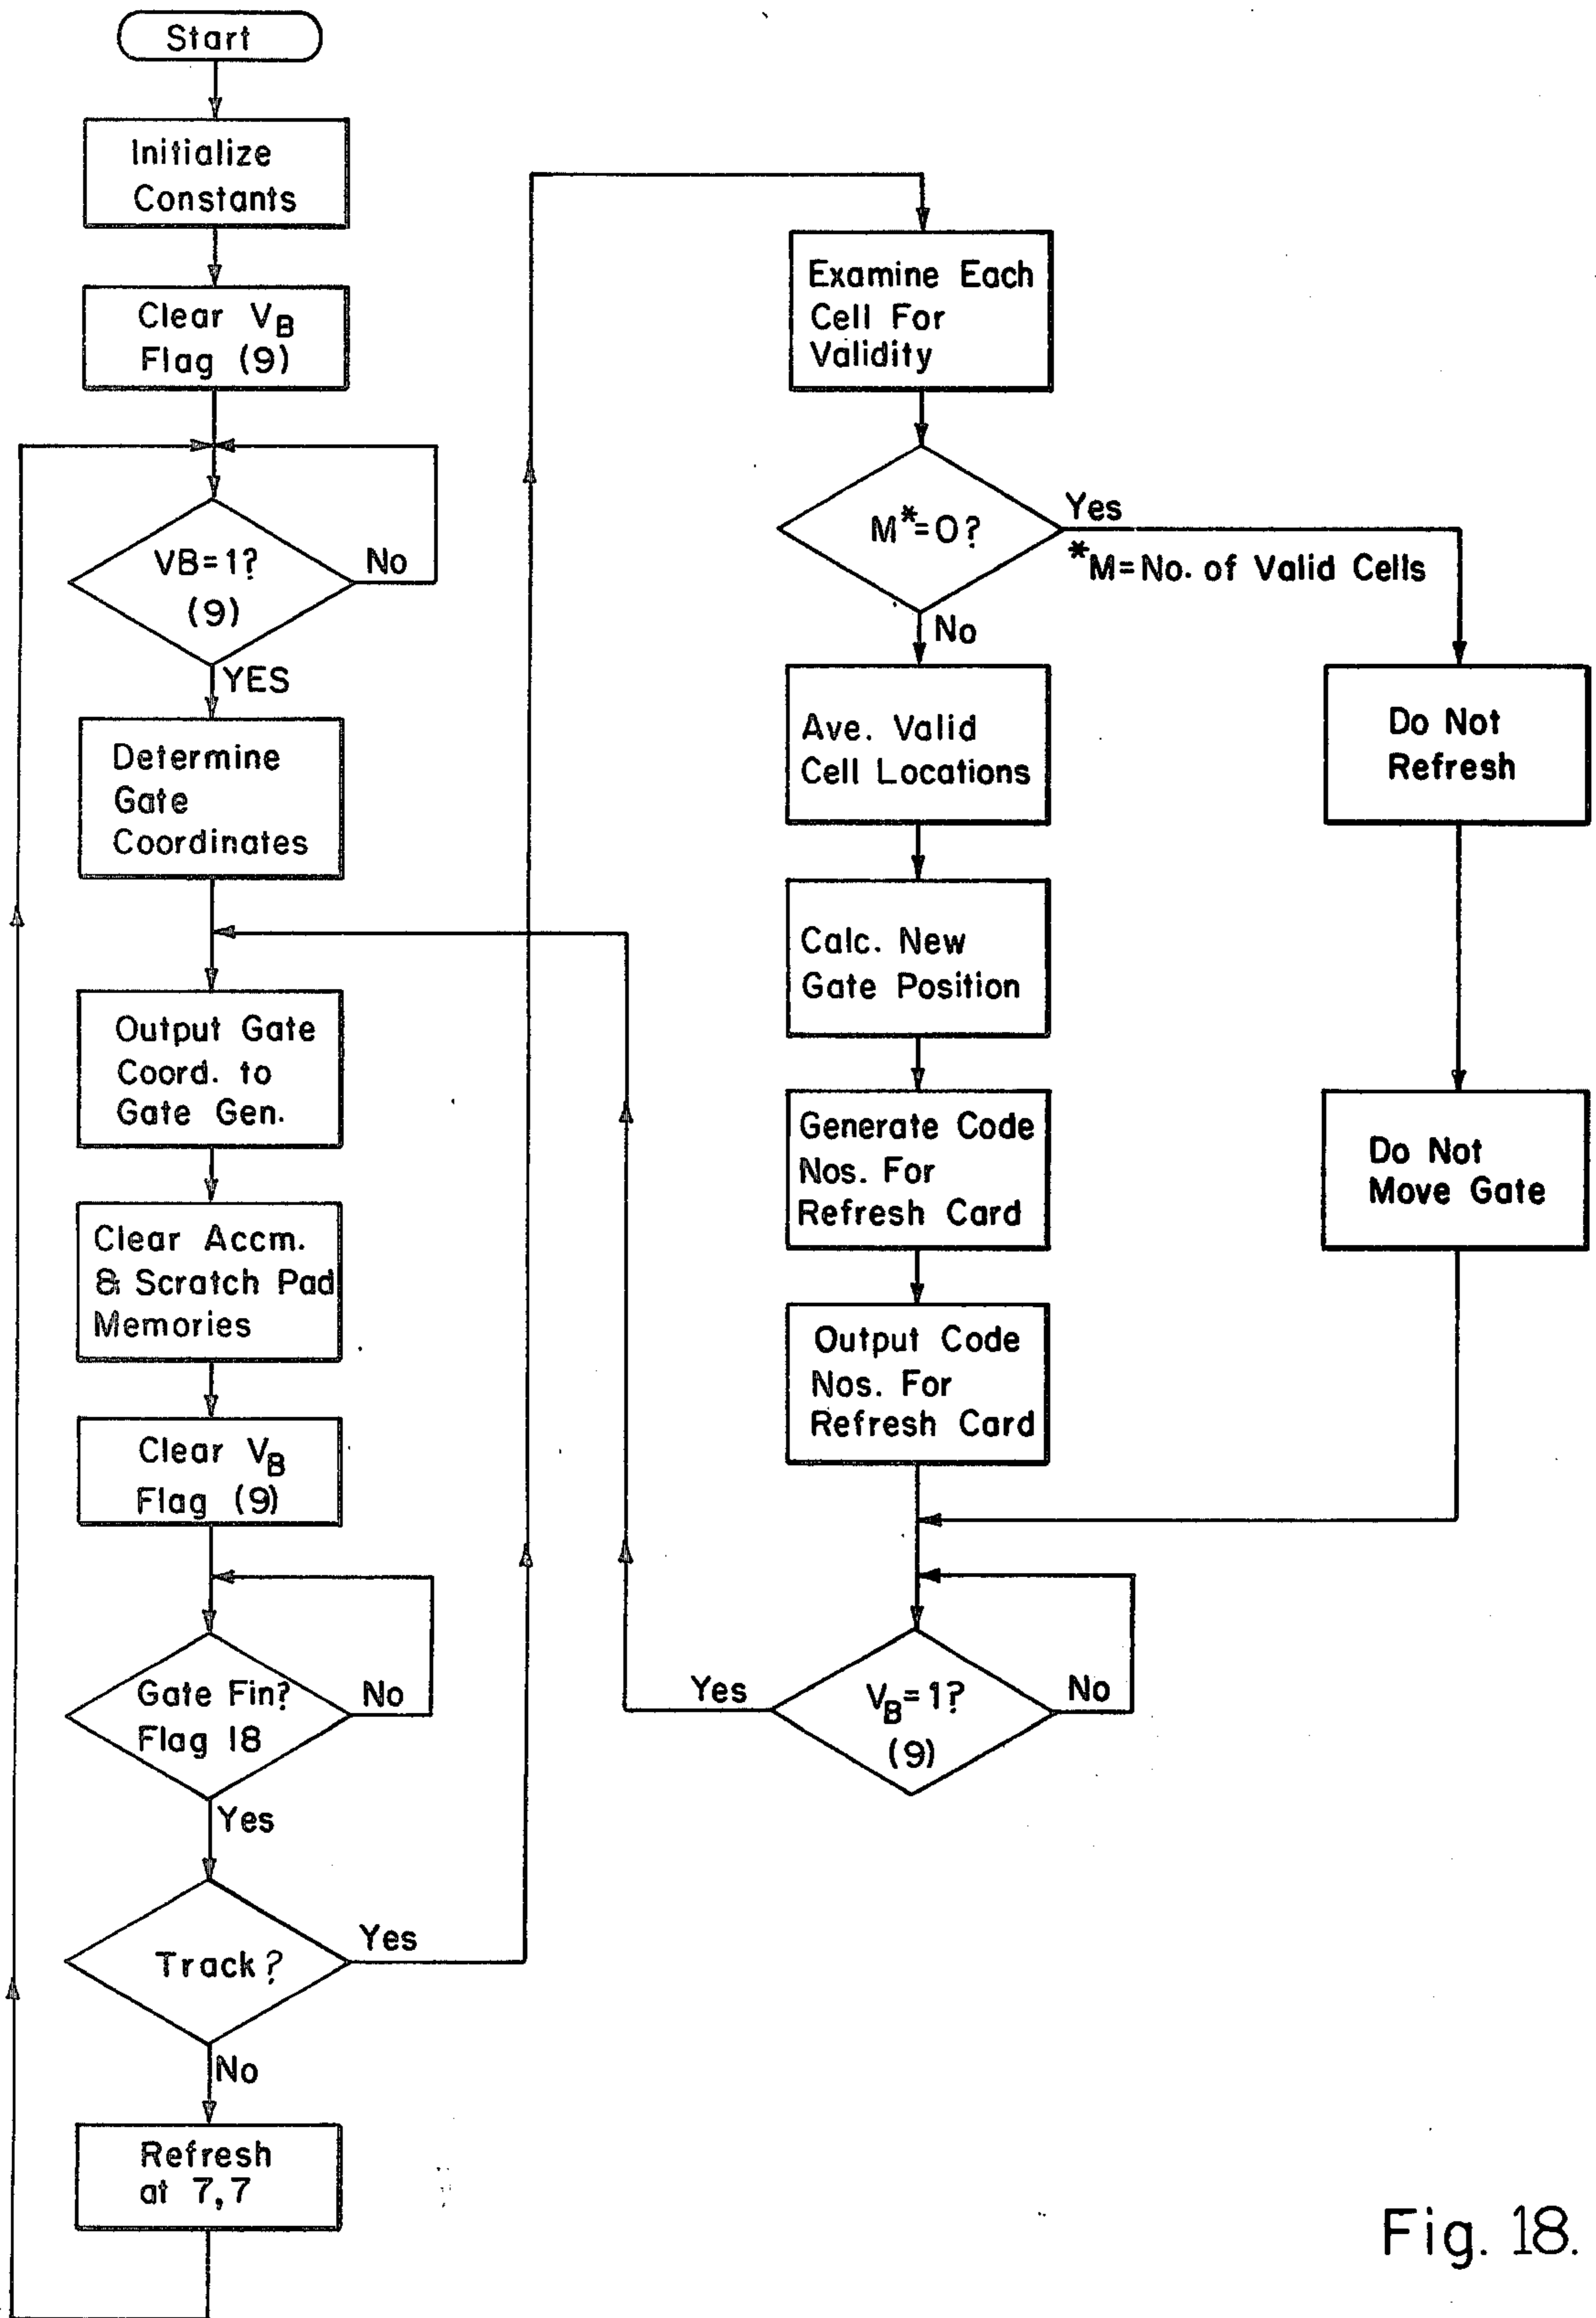 Start
Initialize
Constants
Clear VB
Flag (9)
VB=1?
(9)
No
YES
Determine
Gate
Coordinates
Output Gate
Coord. to
Gate Gen.
Clear Accm.
& Scratch Pad
Memories
Clear VB
Flag (9)
Gate Fin?
Flag 18
No
Yes
Track?
Yes
No
Refresh
at 7,7
Examine Each
Cell For
Validity
M*=0?
Yes
*M=No. of Valid Cells
No
Ave. Valid
Cell Locations
Calc. New
Gate Position
Generate Code
Nos. For
Refresh Card
Output Code
Nos. For
Refresh Card
VB=1?
(9)
Yes
No
Do Not
Refresh
Do Not
Move Gate
Fig. 18.